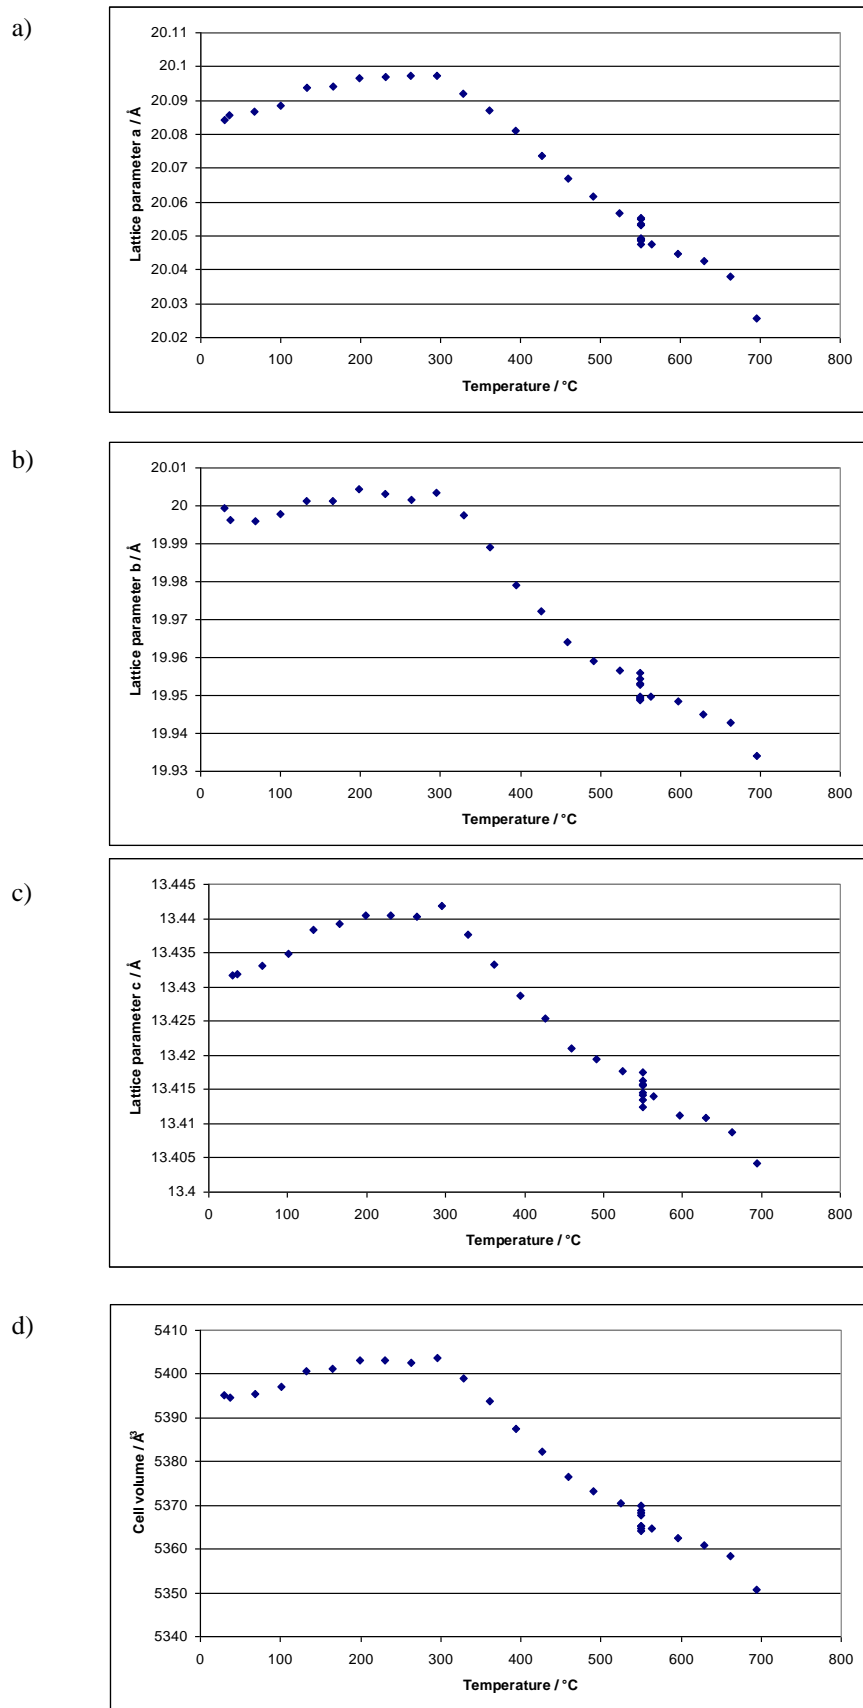 a)
20.11
20.1
20.09
20.08
20.07
20.06
20.05
20.04
20.03
20.02
Lattice parameter a / Å
0 100 200 300 400 500 600 700 800
Temperature / °C
b)
20.01
20
19.99
19.98
19.97
19.96
19.95
19.94
19.93
Lattice parameter b / Å
0 100 200 300 400 500 600 700 800
Temperature / °C
c)
13.445
13.44
13.435
13.43
13.425
13.42
13.415
13.41
13.405
13.4
Lattice parameter c / Å
0 100 200 300 400 500 600 700 800
Temperature / °C
d)
5410
5400
5390
5380
5370
5360
5350
5340
Cell volume / Å³
0 100 200 300 400 500 600 700 800
Temperature / °C